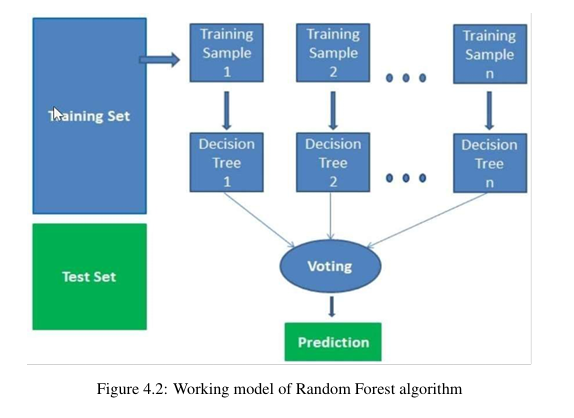 Training Set
Training
Sample
1
Training
Sample
2
Training
Sample
n
Decision
Tree
1
Decision
Tree
2
Decision
Tree
n
Test Set
Voting
Prediction
Figure 4.2: Working model of Random Forest algorithm